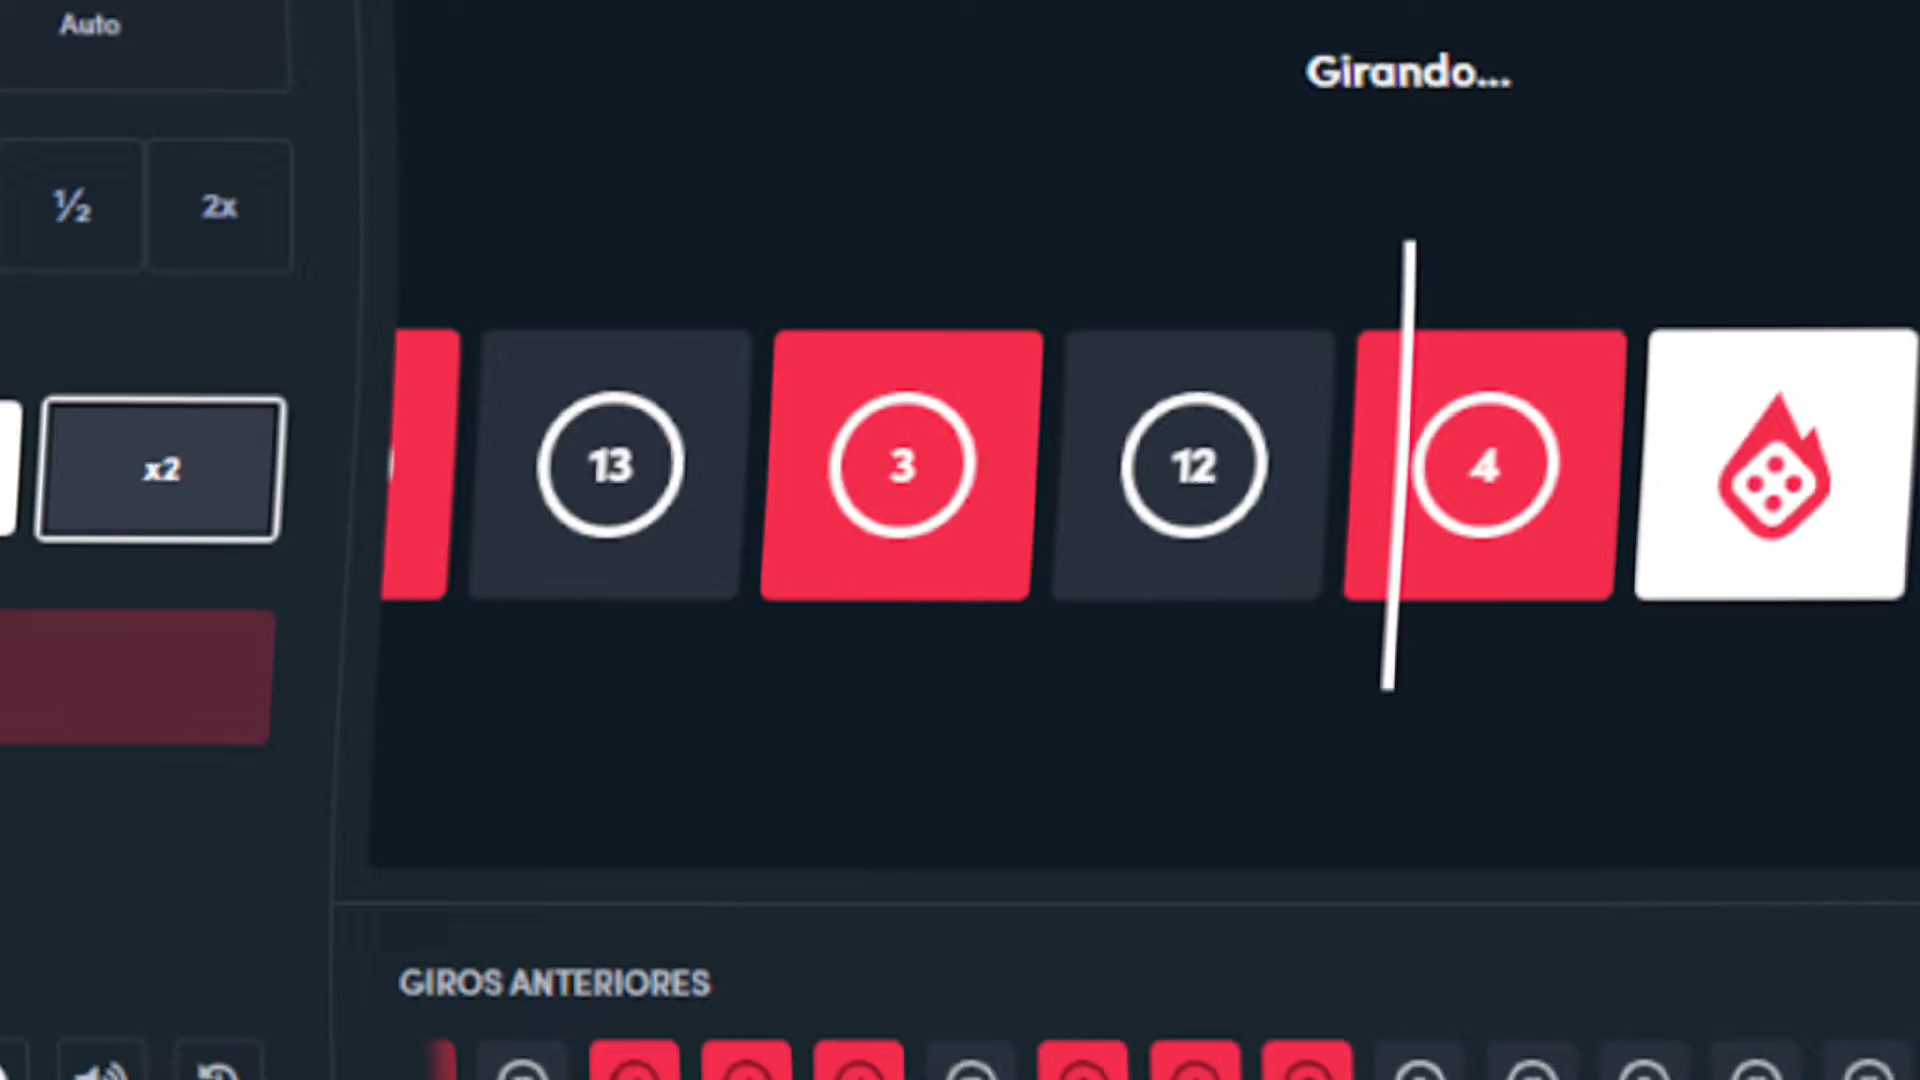 Auto
Girando...
½
2x
x2
13
3
12
4
GIROS ANTERIORES